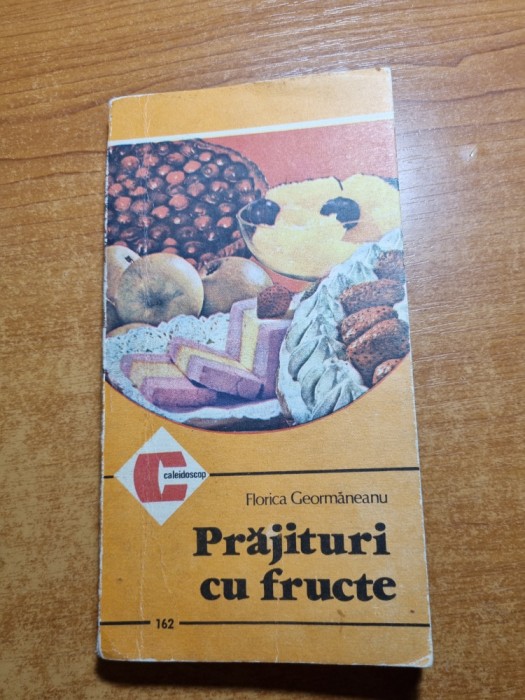 caleidoscop
Florica Geormăneanu
Prăjituri
cu fructe
162